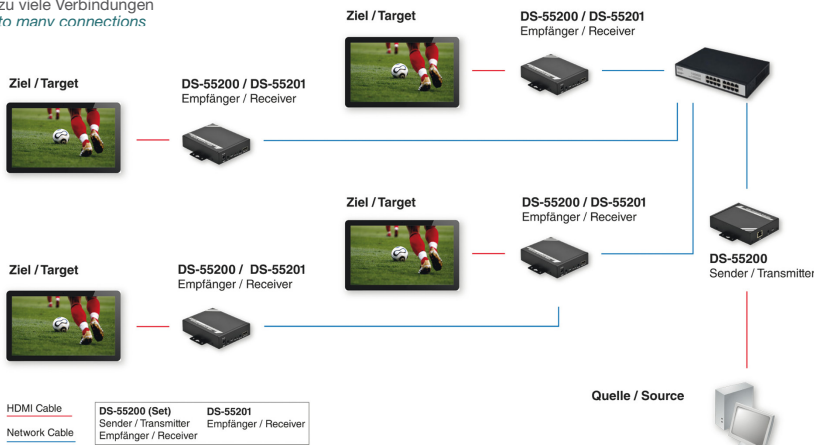 zu viele Verbindungen
to many connections
Ziel / Target
DS-55200 / DS-55201
Empfänger / Receiver
Ziel / Target
DS-55200 / DS-55201
Empfänger / Receiver
Ziel / Target
DS-55200 / DS-55201
Empfänger / Receiver
Ziel / Target
DS-55200 / DS-55201
Empfänger / Receiver
DS-55200
Sender / Transmitter
Quelle / Source
HDMI Cable
Network Cable
DS-55200 (Set)
Sender / Transmitter
Empfänger / Receiver
DS-55201
Empfänger / Receiver